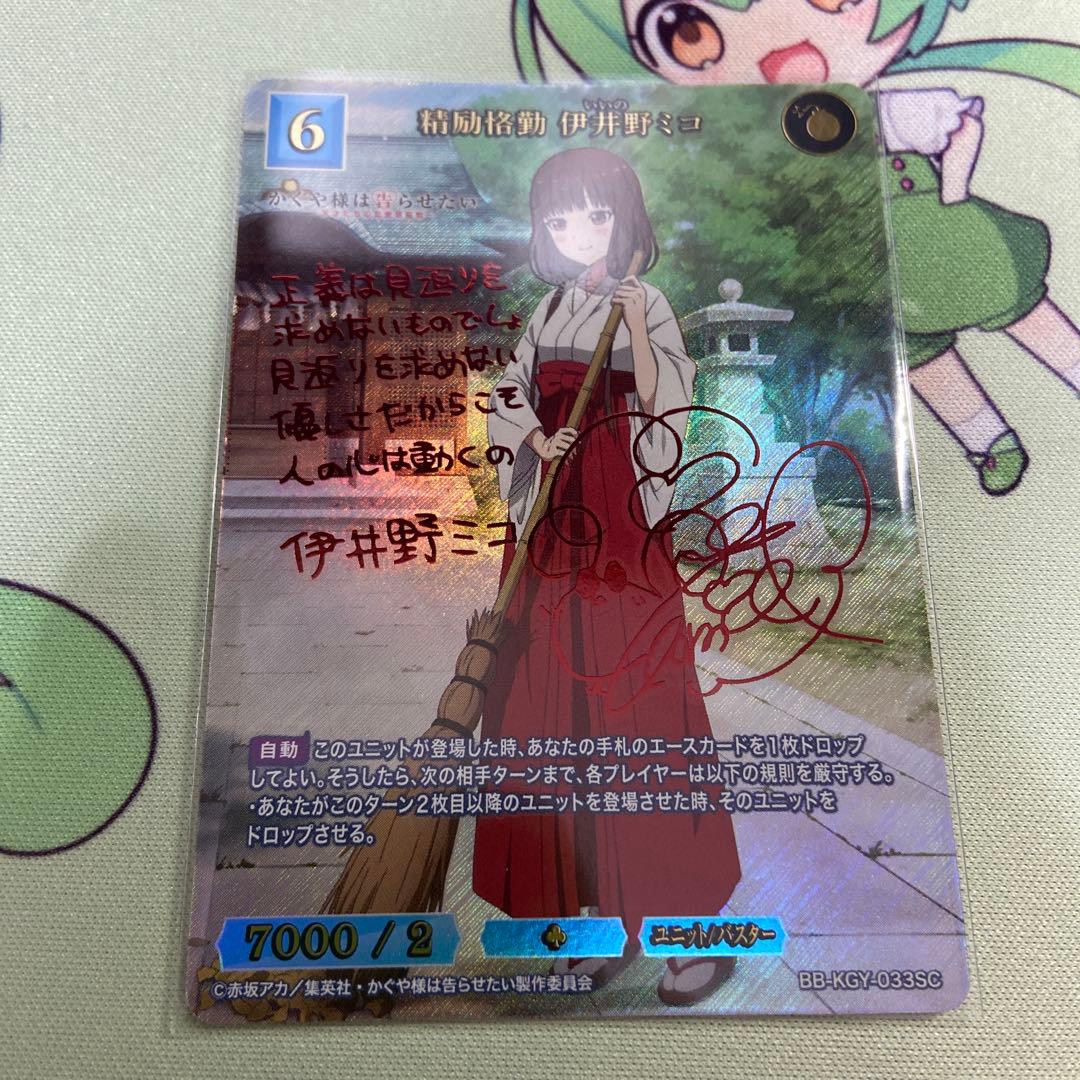 6
いいの
精励恪勤 伊井野ミコ
かぐや様は告らせたい
正義は見返りを
求めないものでしょ
見返りを求めない
優しさだからこそ
人の心は動くの
伊井野ミコ
自動 このユニットが登場した時、あなたの手札のエースカードを1枚ドロップ
してよい。そうしたら、次の相手ターンまで、各プレイヤーは以下の規則を厳守する。
・あなたがこのターン2枚目以降のユニットを登場させた時、そのユニットを
ドロップさせる。
7000 / 2
ユニット/バスター
©赤坂アカ/集英社・かぐや様は告らせたい製作委員会
BB-KGY-033SC